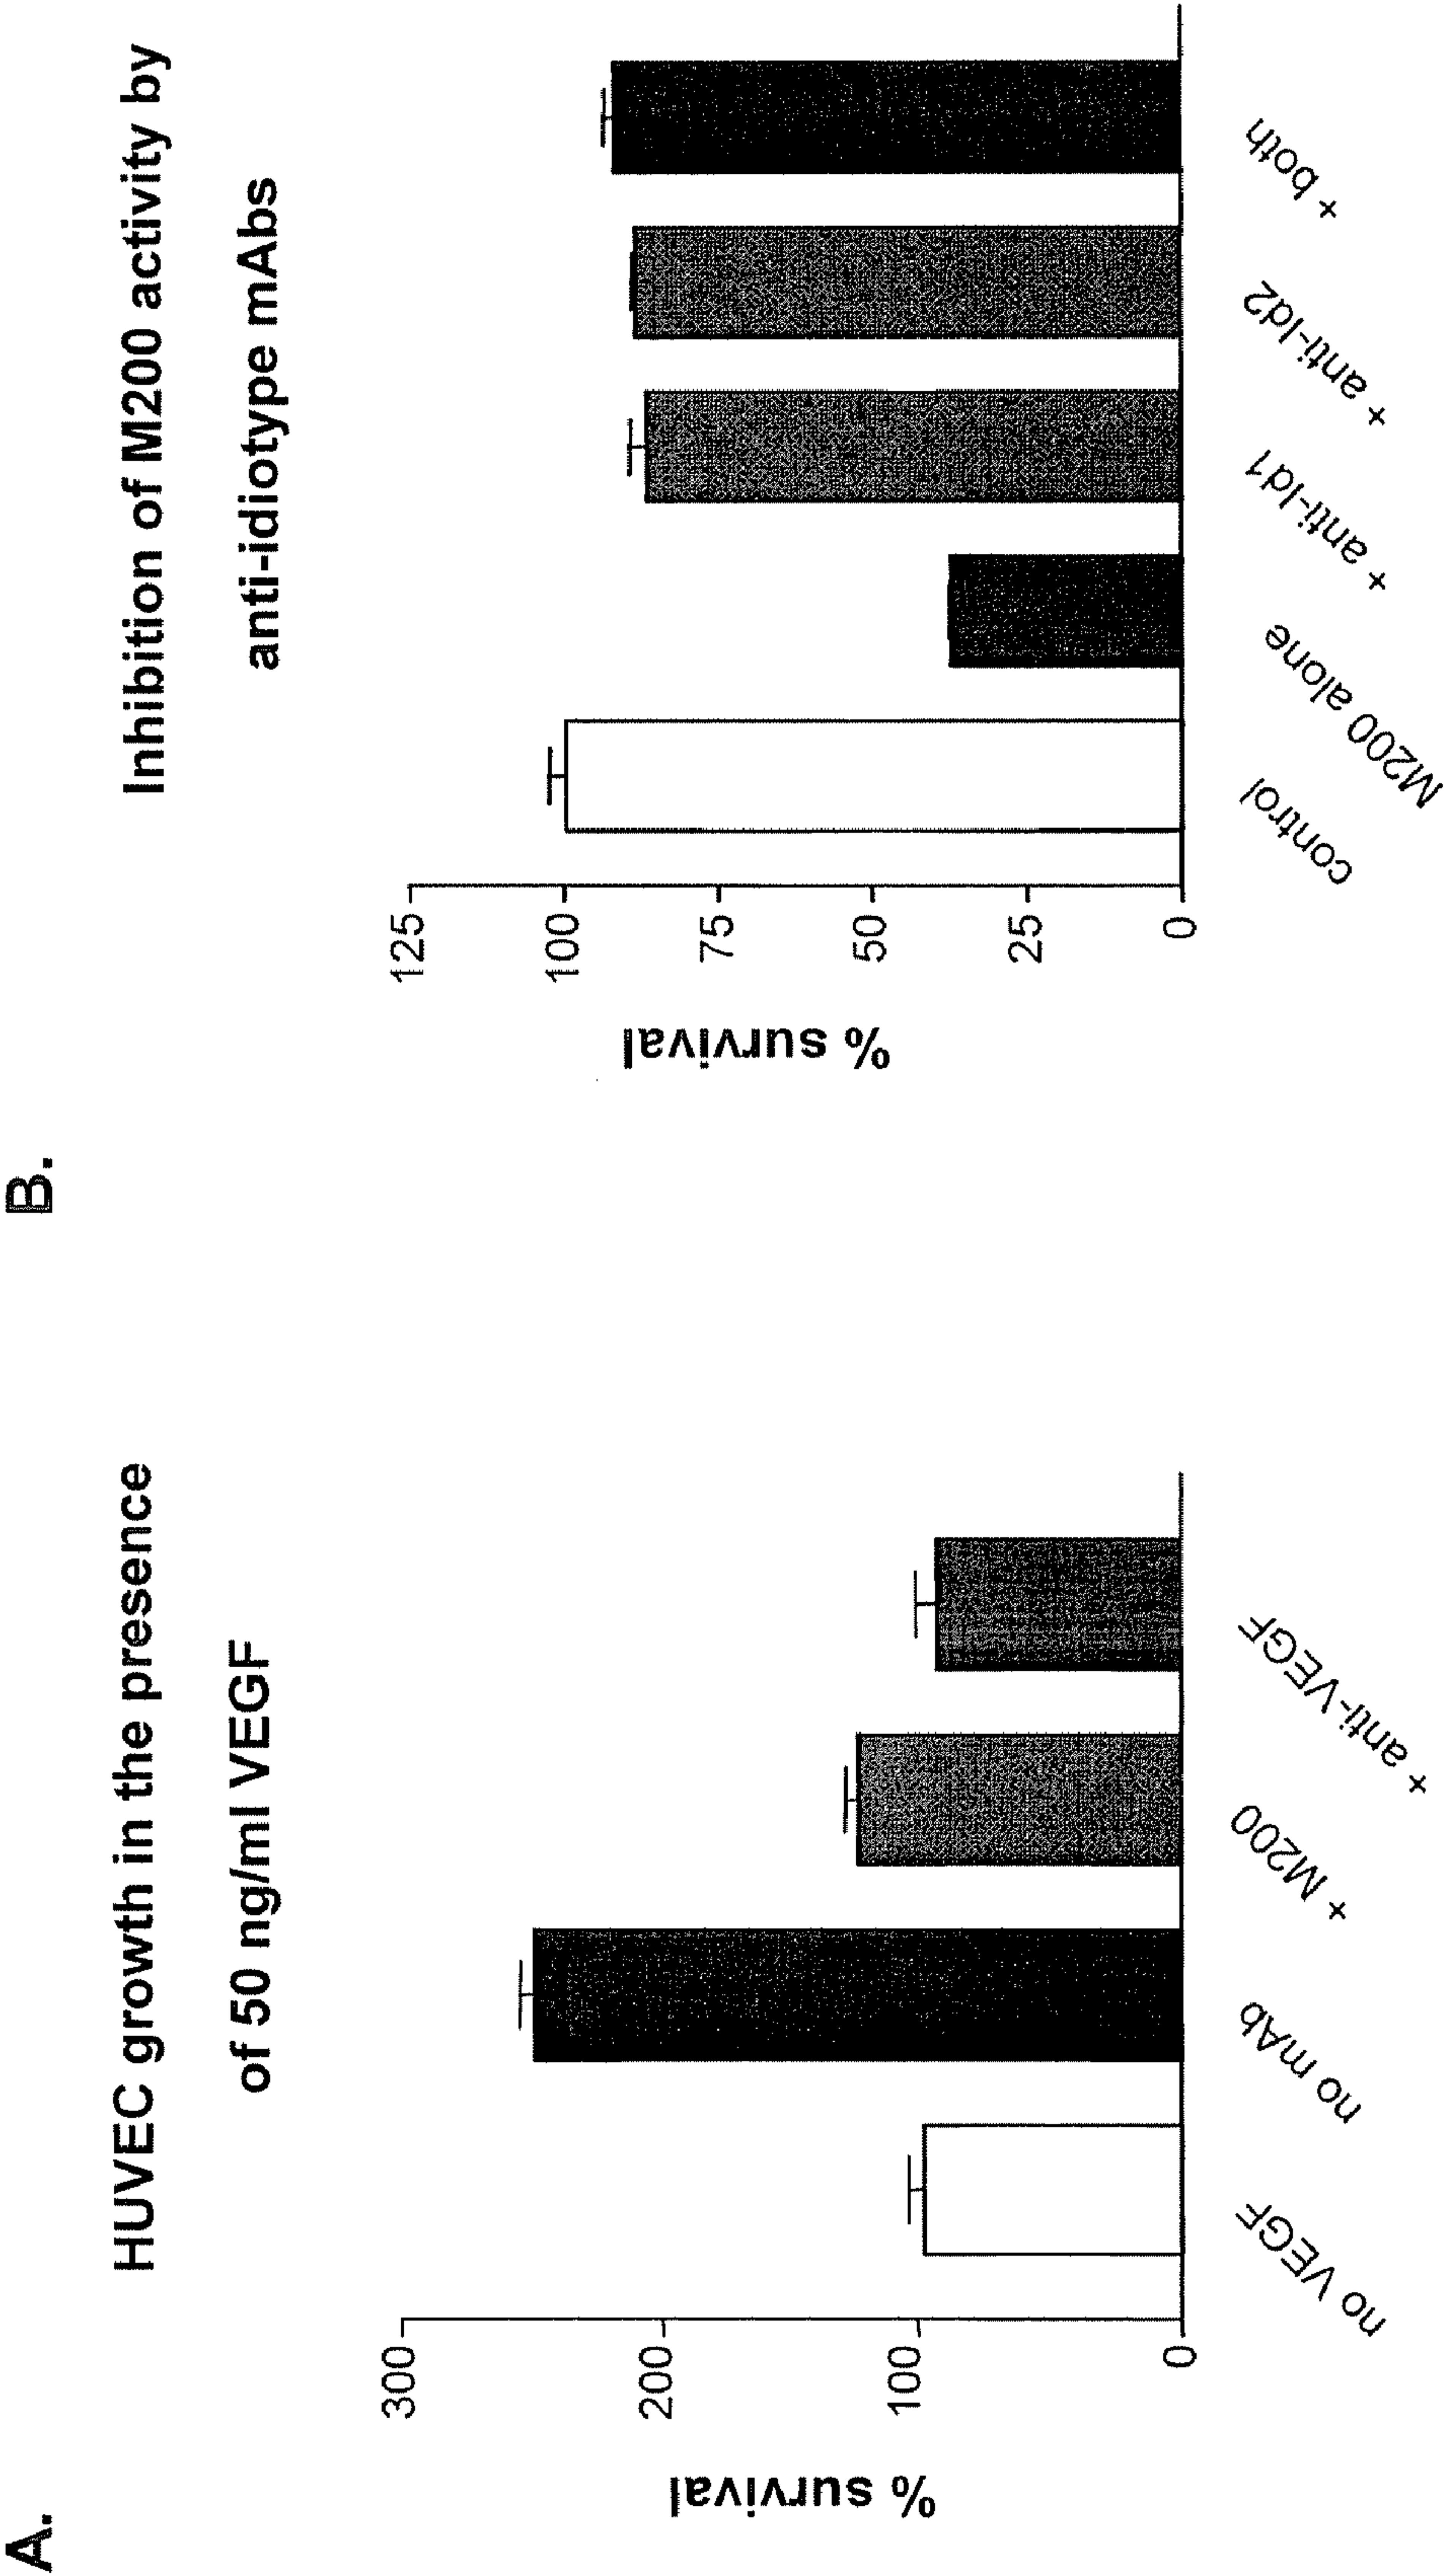 A.
HUVEC growth in the presence
of 50 ng/ml VEGF
% survival
300
200
100
0
no VEGF
no mAb
+ M200
+ anti-VEGF
B.
Inhibition of M200 activity by
anti-idiotype mAbs
% survival
125
100
75
50
25
0
control
M200 alone
+ anti-Id1
+ anti-Id2
+ both